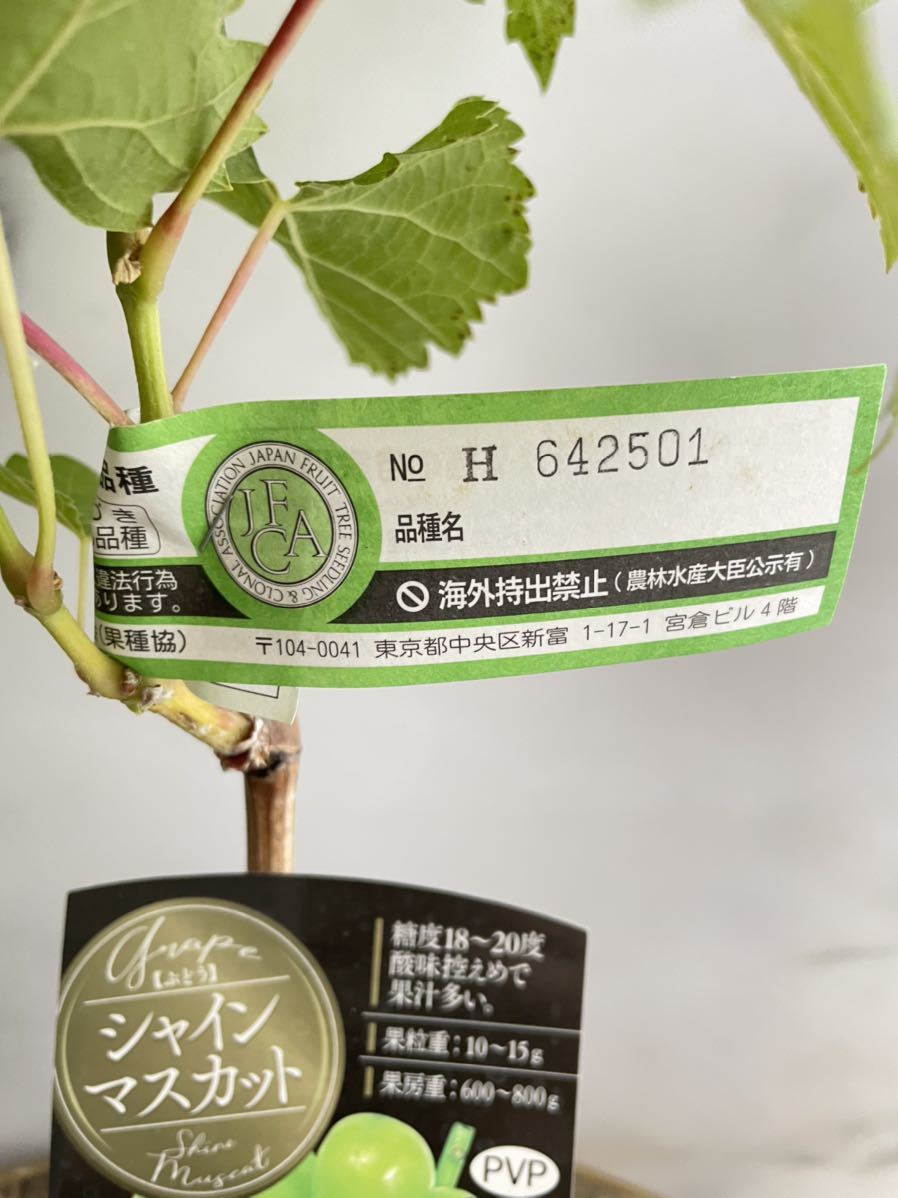 品種
品種
違法行為
ります。
(果種協)
JAPAN FRUIT TREE SEEDLING & CLONAL ASSOCIATION
JFCA
No H 642501
品種名
海外持出禁止(農林水産大臣公示有)
〒104-0041 東京都中央区新富 1-17-1 宮倉ビル4階
grape
【ぶどう】
シャイン
マスカット
Shine
Muscat
糖度18~20度
酸味控えめで
果汁多い。
果粒重:10~15g
果房重:600~800g
PVP